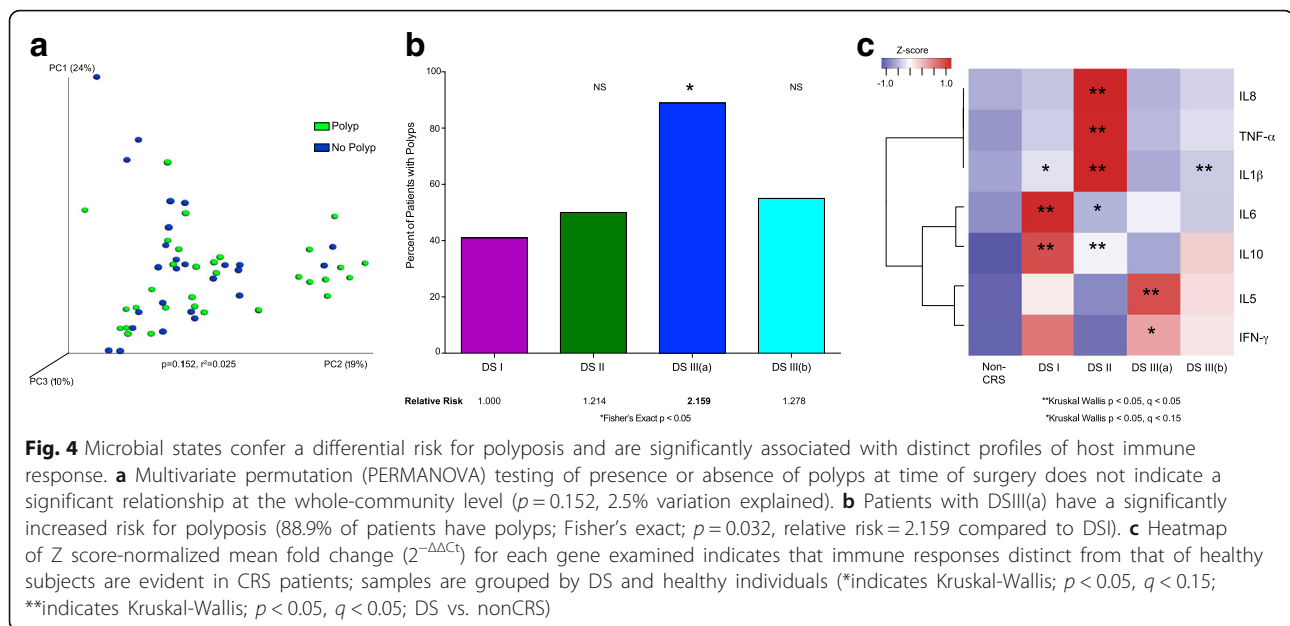 a
PC1 (24%)
Polyp
No Polyp
p=0.152, r²=0.025
PC2 (19%)
PC3 (10%)
b
Percent of Patients with Polyps
100
80
60
40
20
0
NS
*
NS
DS I
DS II
DS III(a)
DS III(b)
Relative Risk
1.000
1.214
2.159
1.278
*Fisher's Exact p < 0.05
c
Z-score
-1.0
1.0
** IL8
** TNF-α
* ** ** IL1β
** * IL6
** ** IL10
** IL5
* IFN-γ
Non-CRS
DS I
DS II
DS III(a)
DS III(b)
**Kruskal Wallis p < 0.05, q < 0.05
*Kruskal Wallis p < 0.05, q < 0.15
Fig. 4 Microbial states confer a differential risk for polyposis and are significantly associated with distinct profiles of host immune
response. a Multivariate permutation (PERMANOVA) testing of presence or absence of polyps at time of surgery does not indicate a
significant relationship at the whole-community level (p = 0.152, 2.5% variation explained). b Patients with DSIII(a) have a significantly
increased risk for polyposis (88.9% of patients have polyps; Fisher's exact; p = 0.032, relative risk = 2.159 compared to DSI). c Heatmap
of Z score-normalized mean fold change (2^−ΔΔCt) for each gene examined indicates that immune responses distinct from that of healthy
subjects are evident in CRS patients; samples are grouped by DS and healthy individuals (*indicates Kruskal-Wallis; p < 0.05, q < 0.15;
**indicates Kruskal-Wallis; p < 0.05, q < 0.05; DS vs. nonCRS)